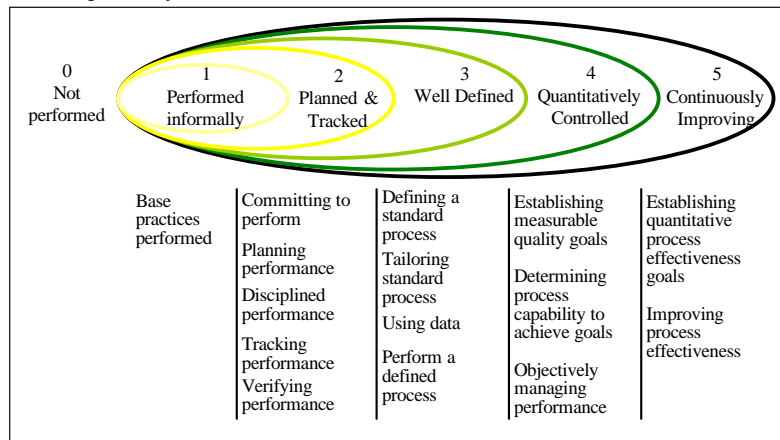 0
Not
performed
1
Performed
informally
2
Planned &
Tracked
3
Well Defined
4
Quantitatively
Controlled
5
Continuously
Improving
Base
practices
performed
Committing to
perform
Planning
performance
Disciplined
performance
Tracking
performance
Verifying
performance
Defining a
standard
process
Tailoring
standard
process
Using data
Perform a
defined
process
Establishing
measurable
quality goals
Determining
process
capability to
achieve goals
Objectively
managing
performance
Establishing
quantitative
process
effectiveness
goals
Improving
process
effectiveness